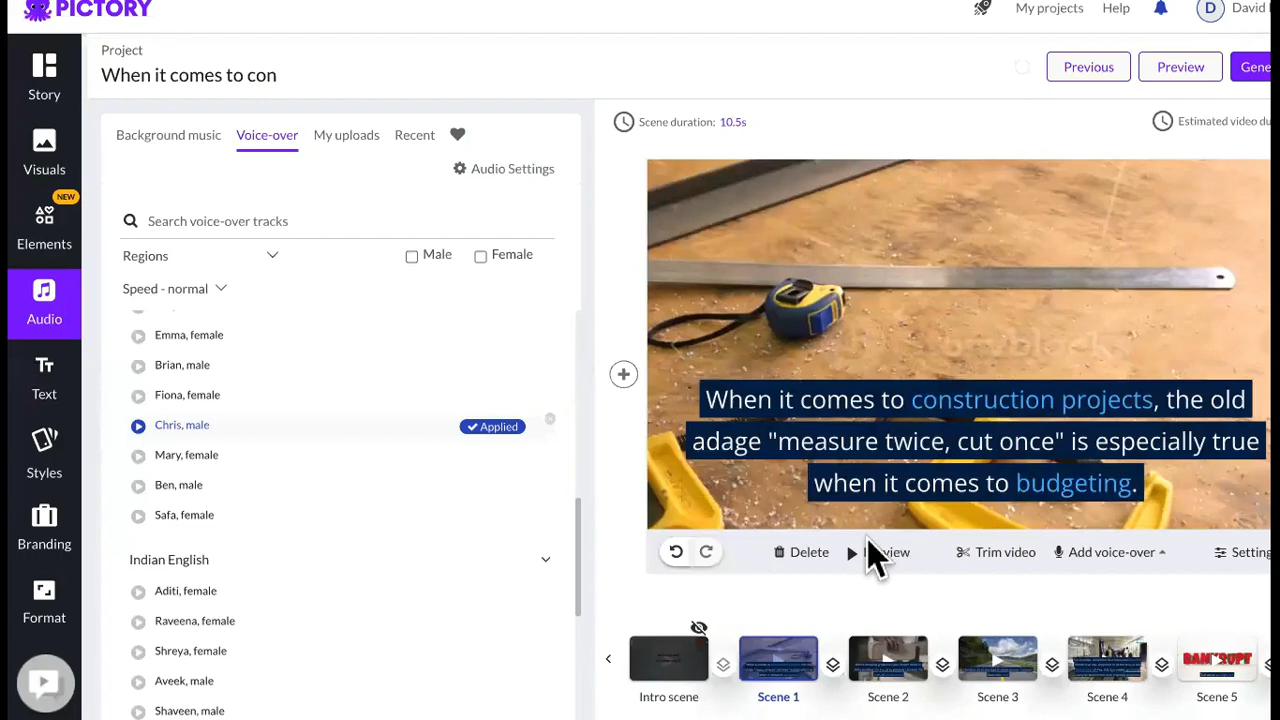 PICTORY
My projects
Help
D
David
Project
When it comes to con
Previous
Preview
Gene
Story
Visuals
NEW
Elements
Audio
Text
Styles
Branding
Format
Background music
Voice-over
My uploads
Recent
Audio Settings
Search voice-over tracks
Regions
Male
Female
Speed - normal
Emma, female
Brian, male
Fiona, female
Chris, male
Applied
Mary, female
Ben, male
Safa, female
Indian English
Aditi, female
Raveena, female
Shreya, female
Aveek, male
Shaveen, male
Scene duration: 10.5s
Estimated video du
When it comes to construction projects, the old
adage "measure twice, cut once" is especially true
when it comes to budgeting.
Delete
Trim video
Add voice-over
Settin
Intro scene
Scene 1
Scene 2
Scene 3
Scene 4
Scene 5